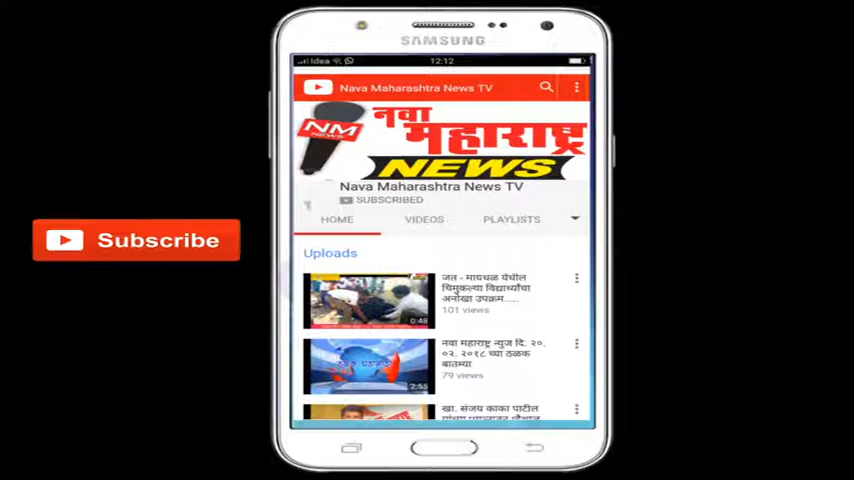 SAMSUNG
Idea 12:12
Nava Maharashtra News TV
NM
NEWS
नवा
महाराष्ट्र
NEWS
Nava Maharashtra News TV
SUBSCRIBED
HOME VIDEOS PLAYLISTS
Subscribe
Uploads
जत - मायथळ येथील
चिमुकल्या विद्यार्थ्यांचा
अनोखा उपक्रम.....
101 views
0:48
नवा महाराष्ट्र न्युज दि. २०.
०२. २०१८ च्या ठळक
बातम्या
79 views
2:55
खा. संजय काका पाटील